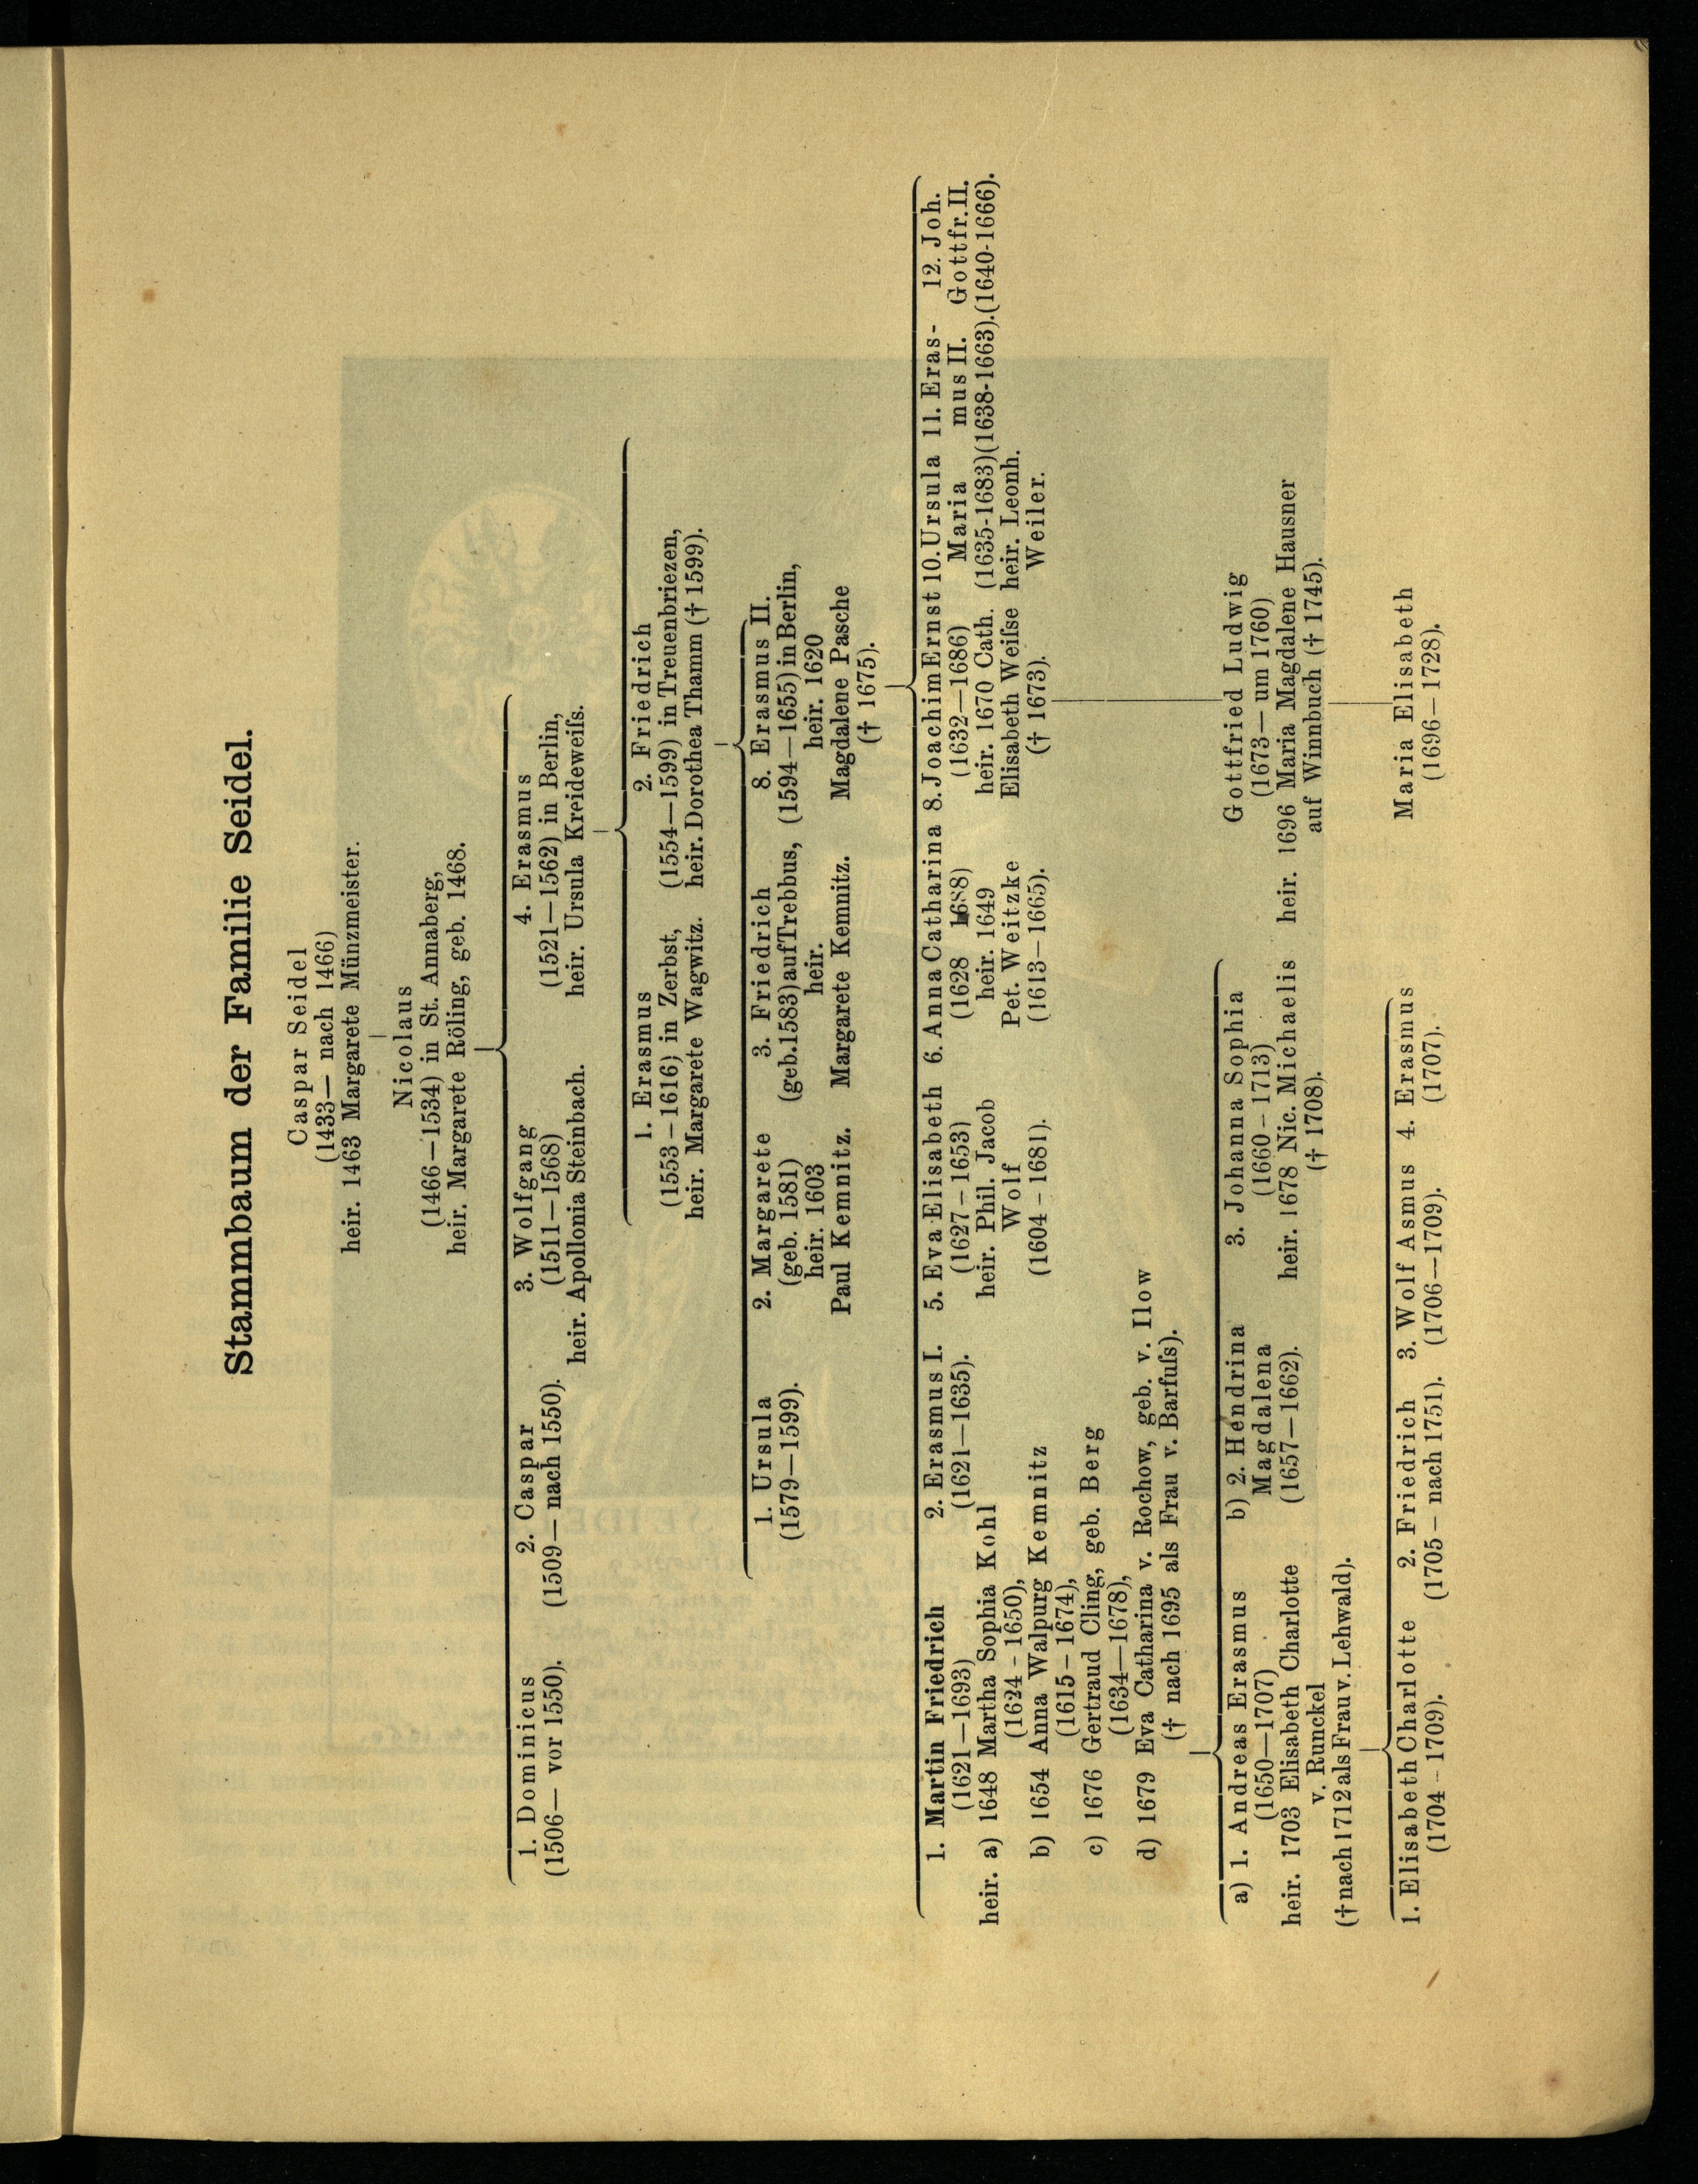 Stammbaum der Familie Seidel.
Caspar Seidel
(1433— nach 1466)
heir. 1463 Margarete Münzmeister.
Nicolaus
(1466—1534) in St. Annaberg,
heir. Margarete Röling, geb. 1468.
1. Dominicus
(1506— vor 1550).
2. Caspar
(1509— nach 1550).
3. Wolfgang
(1511—1568)
heir. Apollonia Steinbach.
4. Erasmus
(1521—1562) in Berlin,
heir. Ursula Kreideweiſs.
1. Erasmus
(1553—1616) in Zerbst,
heir. Margarete Wagwitz.
2. Friedrich
(1554—1599) in Treuenbriezen,
heir. Dorothea Thamm († 1599).
1. Ursula
(1579—1599).
2. Margarete
(geb. 1581)
heir. 1603
Paul Kemnitz.
3. Friedrich
(geb. 1583) auf Trebbus,
heir.
Margarete Kemnitz.
8. Erasmus II.
(1594—1655) in Berlin,
heir. 1620
Magdalene Pasche
(† 1675).
1. Martin Friedrich
(1621—1693)
heir. a) 1648 Martha Sophia Kohl
(1624-1650),
b) 1654 Anna Walpurg Kemnitz
(1615-1674),
c) 1676 Gertraud Cling, geb. Berg
(1634—1678),
d) 1679 Eva Catharina v. Rochow, geb. v. Ilow
(† nach 1695 als Frau v. Barfuſs).
2. Erasmus I.
(1621—1635).
5. Eva Elisabeth
(1627-1653)
heir. Phil. Jacob
Wolf
(1604-1681).
6. Anna Catharina
(1628 1688)
heir. 1649
Pet. Weitzke
(1613—1665).
8. Joachim Ernst
(1632—1686)
heir. 1670 Cath.
Elisabeth Weiſse
(† 1673).
10. Ursula
Maria
(1635-1683)
heir. Leonh.
Weiler.
11. Eras-
mus II.
(1638-1663).
12. Joh.
Gottfr. II.
(1640-1666).
a) 1. Andreas Erasmus
(1650—1707)
heir. 1703 Elisabeth Charlotte
v. Runckel
(† nach 1712 als Frau v. Lehwald).
b) 2. Hendrina
Magdalena
(1657—1662).
3. Johanna Sophia
(1660-1713)
heir. 1678 Nic. Michaelis
(† 1708).
Gottfried Ludwig
(1673— um 1760)
heir. 1696 Maria Magdalene Hausner
auf Winnbuch († 1745).
1. Elisabeth Charlotte
(1704-1709).
2. Friedrich
(1705 — nach 1751).
3. Wolf Asmus
(1706—1709).
4. Erasmus
(1707).
Maria Elisabeth
(1696—1728).